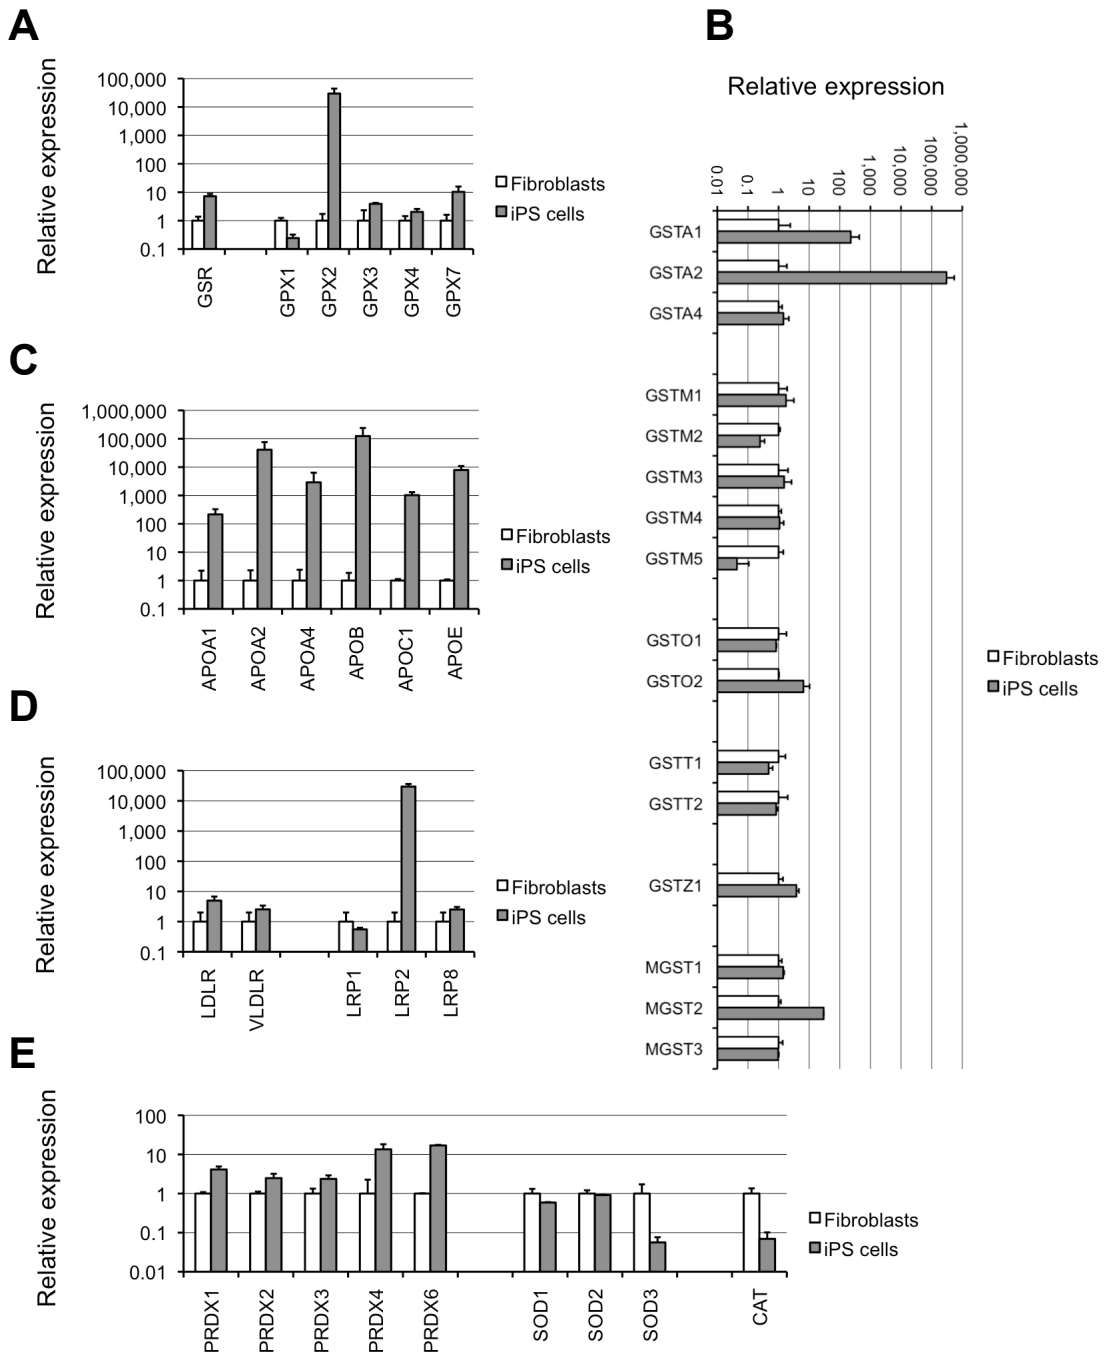 A
Relative expression
100,000
10,000
1,000
100
10
1
0.1
GSR
GPX1
GPX2
GPX3
GPX4
GPX7
Fibroblasts
iPS cells
B
Relative expression
0.01
0.1
1
10
100
1,000
10,000
100,000
1,000,000
GSTA1
GSTA2
GSTA4
GSTM1
GSTM2
GSTM3
GSTM4
GSTM5
GSTO1
GSTO2
GSTT1
GSTT2
GSTZ1
MGST1
MGST2
MGST3
Fibroblasts
iPS cells
C
Relative expression
1,000,000
100,000
10,000
1,000
100
10
1
0.1
APOA1
APOA2
APOA4
APOB
APOC1
APOE
Fibroblasts
iPS cells
D
Relative expression
100,000
10,000
1,000
100
10
1
0.1
LDLR
VLDLR
LRP1
LRP2
LRP8
Fibroblasts
iPS cells
E
Relative expression
100
10
1
0.1
0.01
PRDX1
PRDX2
PRDX3
PRDX4
PRDX6
SOD1
SOD2
SOD3
CAT
Fibroblasts
iPS cells